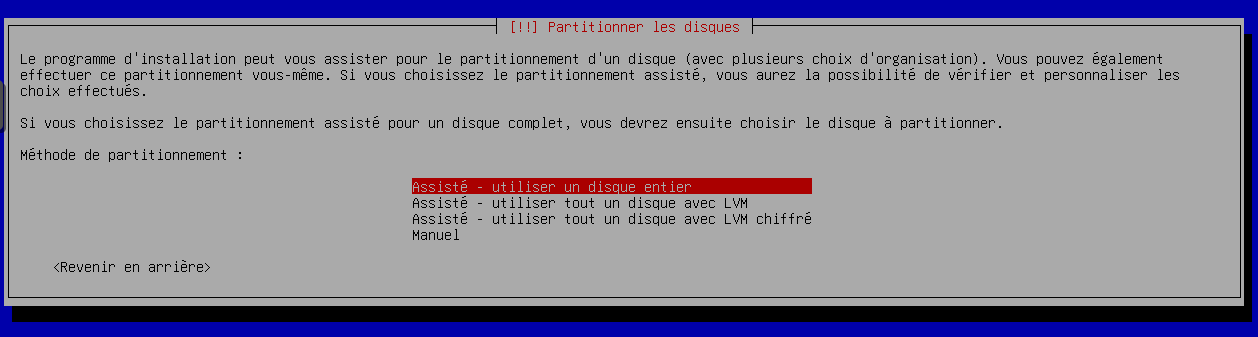 [!!] Partitionner les disques
Le programme d'installation peut vous assister pour le partitionnement d'un disque (avec plusieurs choix d'organisation). Vous pouvez également
effectuer ce partitionnement vous-même. Si vous choisissez le partitionnement assisté, vous aurez la possibilité de vérifier et personnaliser les
choix effectués.
Si vous choisissez le partitionnement assisté pour un disque complet, vous devrez ensuite choisir le disque à partitionner.
Méthode de partitionnement :
Assisté - utiliser un disque entier
Assisté - utiliser tout un disque avec LVM
Assisté - utiliser tout un disque avec LVM chiffré
Manuel
<Revenir en arrière>